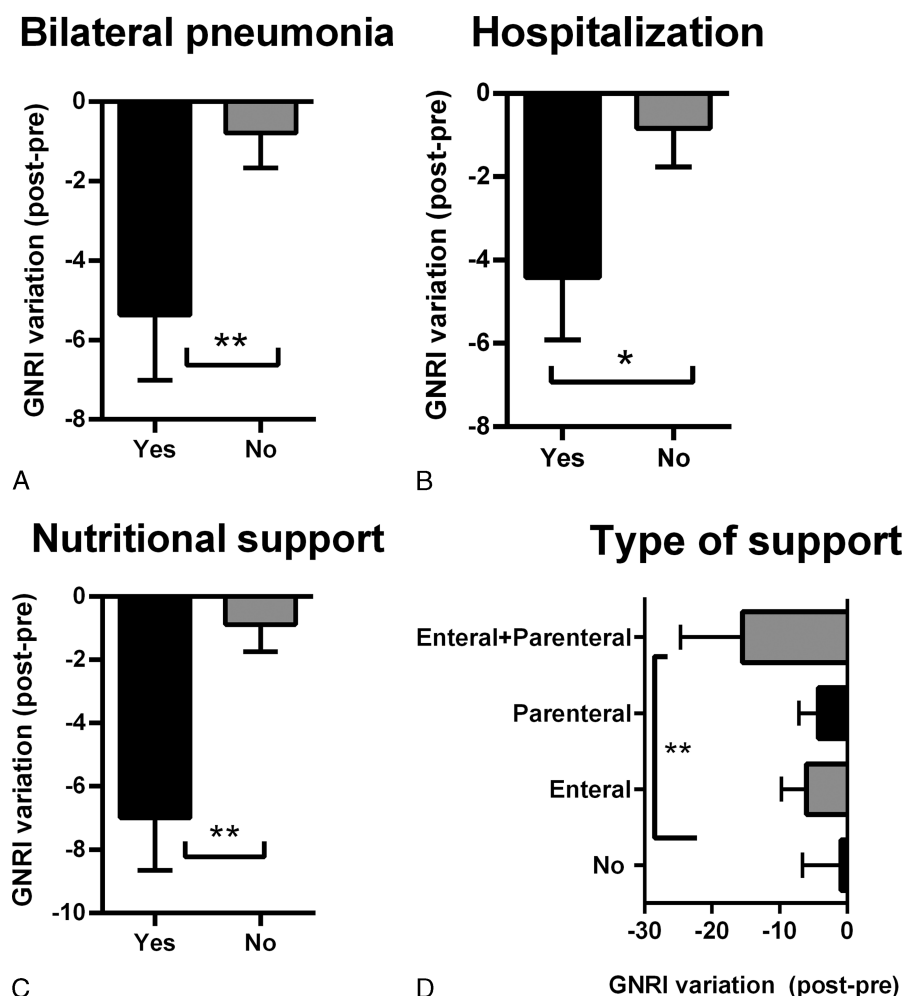 Bilateral pneumonia
GNRI variation (post-pre)
0
-2
-4
-6
-8
**
Yes No
A
Hospitalization
GNRI variation (post-pre)
0
-2
-4
-6
-8
*
Yes No
B
Nutritional support
GNRI variation (post-pre)
0
-2
-4
-6
-8
-10
**
Yes No
C
Type of support
Enteral+Parenteral
Parenteral
**
Enteral
No
-30 -20 -10 0
GNRI variation (post-pre)
D